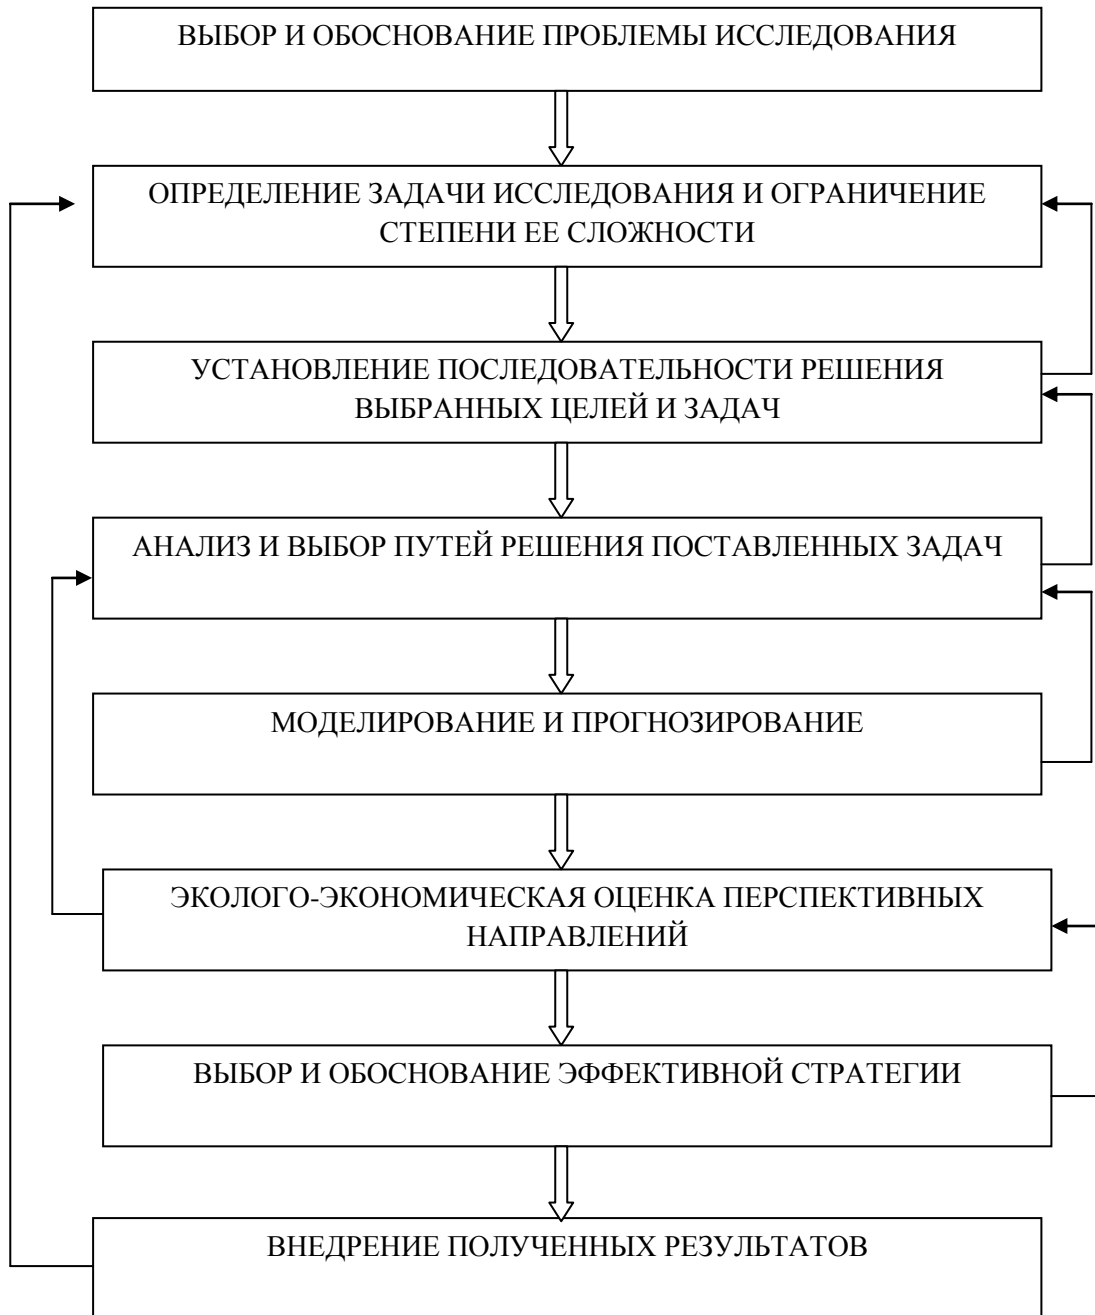 ВЫБОР И ОБОСНОВАНИЕ ПРОБЛЕМЫ ИССЛЕДОВАНИЯ
ОПРЕДЕЛЕНИЕ ЗАДАЧИ ИССЛЕДОВАНИЯ И ОГРАНИЧЕНИЕ
СТЕПЕНИ ЕЕ СЛОЖНОСТИ
УСТАНОВЛЕНИЕ ПОСЛЕДОВАТЕЛЬНОСТИ РЕШЕНИЯ
ВЫБРАННЫХ ЦЕЛЕЙ И ЗАДАЧ
АНАЛИЗ И ВЫБОР ПУТЕЙ РЕШЕНИЯ ПОСТАВЛЕННЫХ ЗАДАЧ
МОДЕЛИРОВАНИЕ И ПРОГНОЗИРОВАНИЕ
ЭКОЛОГО-ЭКОНОМИЧЕСКАЯ ОЦЕНКА ПЕРСПЕКТИВНЫХ
НАПРАВЛЕНИЙ
ВЫБОР И ОБОСНОВАНИЕ ЭФФЕКТИВНОЙ СТРАТЕГИИ
ВНЕДРЕНИЕ ПОЛУЧЕННЫХ РЕЗУЛЬТАТОВ